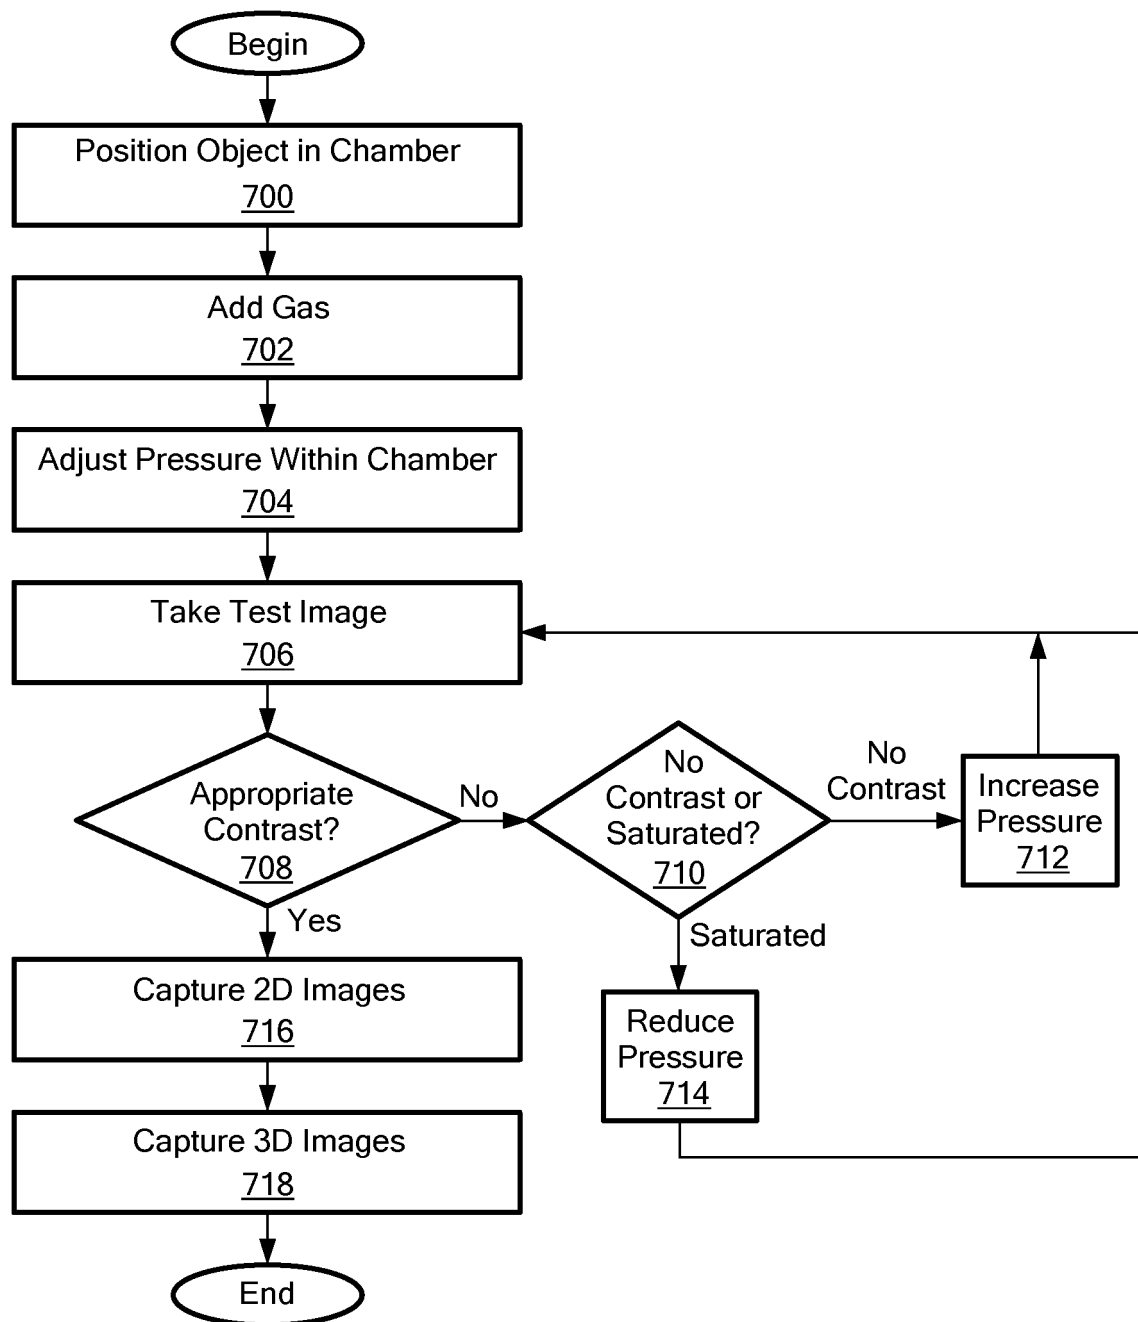 Begin
Position Object in Chamber
700
Add Gas
702
Adjust Pressure Within Chamber
704
Take Test Image
706
Appropriate
Contrast?
708
No
Yes
No
Contrast or
Saturated?
710
No
Contrast
Increase
Pressure
712
Saturated
Reduce
Pressure
714
Capture 2D Images
716
Capture 3D Images
718
End